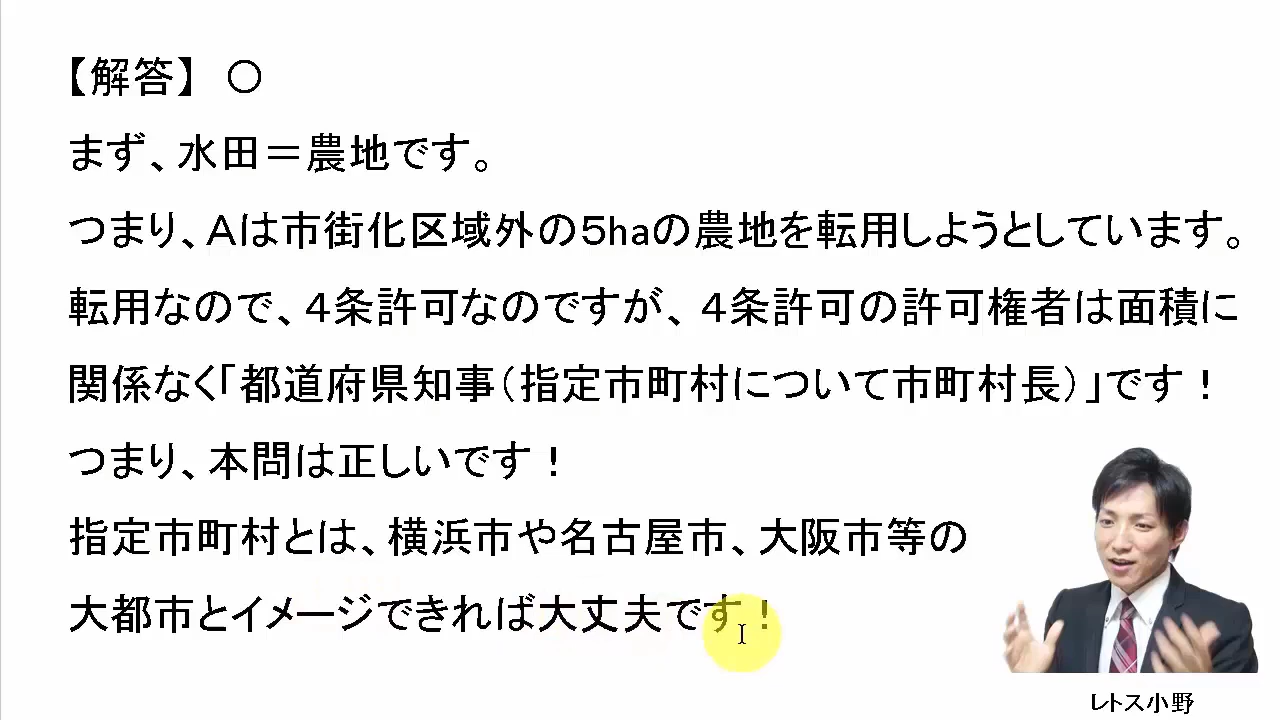 【解答】　〇
まず、水田＝農地です。
つまり、Aは市街化区域外の５haの農地を転用しようとしています。
転用なので、４条許可なのですが、４条許可の許可権者は面積に
関係なく「都道府県知事（指定市町村について市町村長）」です！
つまり、本問は正しいです！
指定市町村とは、横浜市や名古屋市、大阪市等の
大都市とイメージできれば大丈夫です！
レトス小野